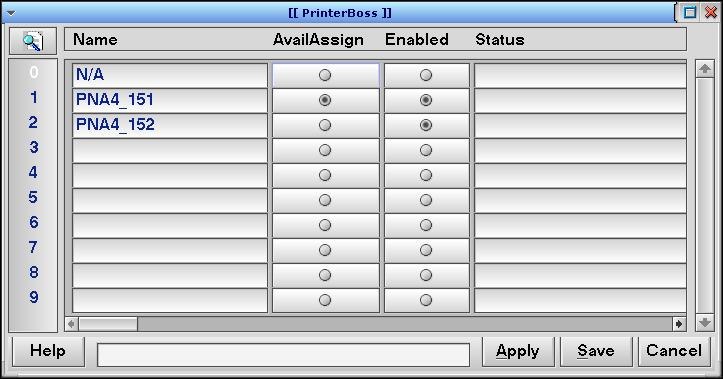 [[ PrinterBoss ]]
Name AvailAssign Enabled Status
0 N/A
1 PNA4_151
2 PNA4_152
3
4
5
6
7
8
9
Help Apply Save Cancel